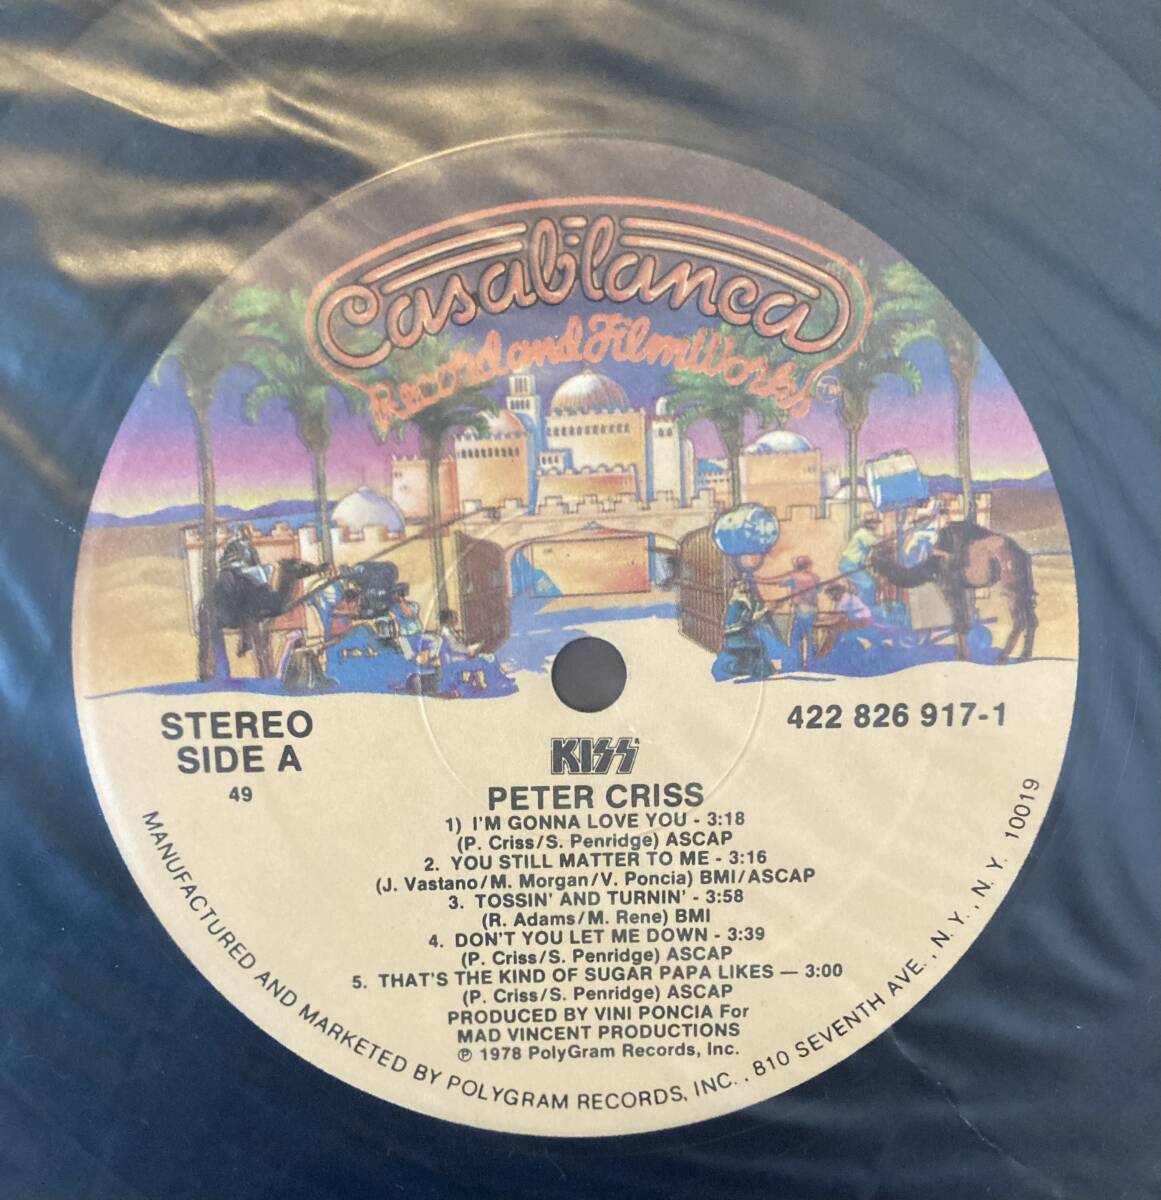 Casablanca
Record and FilmWorks
TM
STEREO
SIDE A
49
422 826 917-1
KISS
PETER CRISS
1) I'M GONNA LOVE YOU - 3:18
(P. Criss/S. Penridge) ASCAP
2. YOU STILL MATTER TO ME - 3:16
(J. Vastano/M. Morgan/V. Poncia) BMI/ASCAP
3. TOSSIN' AND TURNIN' - 3:58
(R. Adams/M. Rene) BMI
4. DON'T YOU LET ME DOWN - 3:39
(P. Criss/S. Penridge) ASCAP
5. THAT'S THE KIND OF SUGAR PAPA LIKES — 3:00
(P. Criss/S. Penridge) ASCAP
PRODUCED BY VINI PONCIA For
MAD VINCENT PRODUCTIONS
℗ 1978 PolyGram Records, Inc.
MANUFACTURED AND MARKETED BY POLYGRAM RECORDS, INC., 810 SEVENTH AVE., N.Y., N.Y. 10019